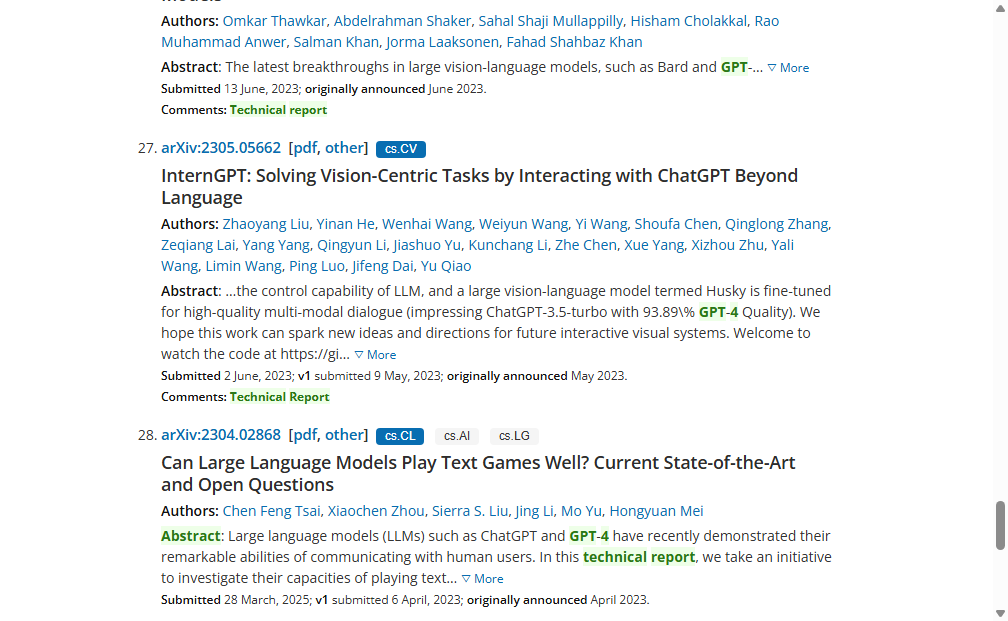 Authors: Omkar Thawkar, Abdelrahman Shaker, Sahal Shaji Mullappilly, Hisham Cholakkal, Rao
Muhammad Anwer, Salman Khan, Jorma Laaksonen, Fahad Shahbaz Khan
Abstract: The latest breakthroughs in large vision-language models, such as Bard and GPT-... ▽ More
Submitted 13 June, 2023; originally announced June 2023.
Comments: Technical report
27. arXiv:2305.05662 [pdf, other] cs.CV
InternGPT: Solving Vision-Centric Tasks by Interacting with ChatGPT Beyond
Language
Authors: Zhaoyang Liu, Yinan He, Wenhai Wang, Weiyun Wang, Yi Wang, Shoufa Chen, Qinglong Zhang,
Zeqiang Lai, Yang Yang, Qingyun Li, Jiashuo Yu, Kunchang Li, Zhe Chen, Xue Yang, Xizhou Zhu, Yali
Wang, Limin Wang, Ping Luo, Jifeng Dai, Yu Qiao
Abstract: ...the control capability of LLM, and a large vision-language model termed Husky is fine-tuned
for high-quality multi-modal dialogue (impressing ChatGPT-3.5-turbo with 93.89\% GPT-4 Quality). We
hope this work can spark new ideas and directions for future interactive visual systems. Welcome to
watch the code at https://gi... ▽ More
Submitted 2 June, 2023; v1 submitted 9 May, 2023; originally announced May 2023.
Comments: Technical Report
28. arXiv:2304.02868 [pdf, other] cs.CL cs.AI cs.LG
Can Large Language Models Play Text Games Well? Current State-of-the-Art
and Open Questions
Authors: Chen Feng Tsai, Xiaochen Zhou, Sierra S. Liu, Jing Li, Mo Yu, Hongyuan Mei
Abstract: Large language models (LLMs) such as ChatGPT and GPT-4 have recently demonstrated their
remarkable abilities of communicating with human users. In this technical report, we take an initiative
to investigate their capacities of playing text... ▽ More
Submitted 28 March, 2025; v1 submitted 6 April, 2023; originally announced April 2023.